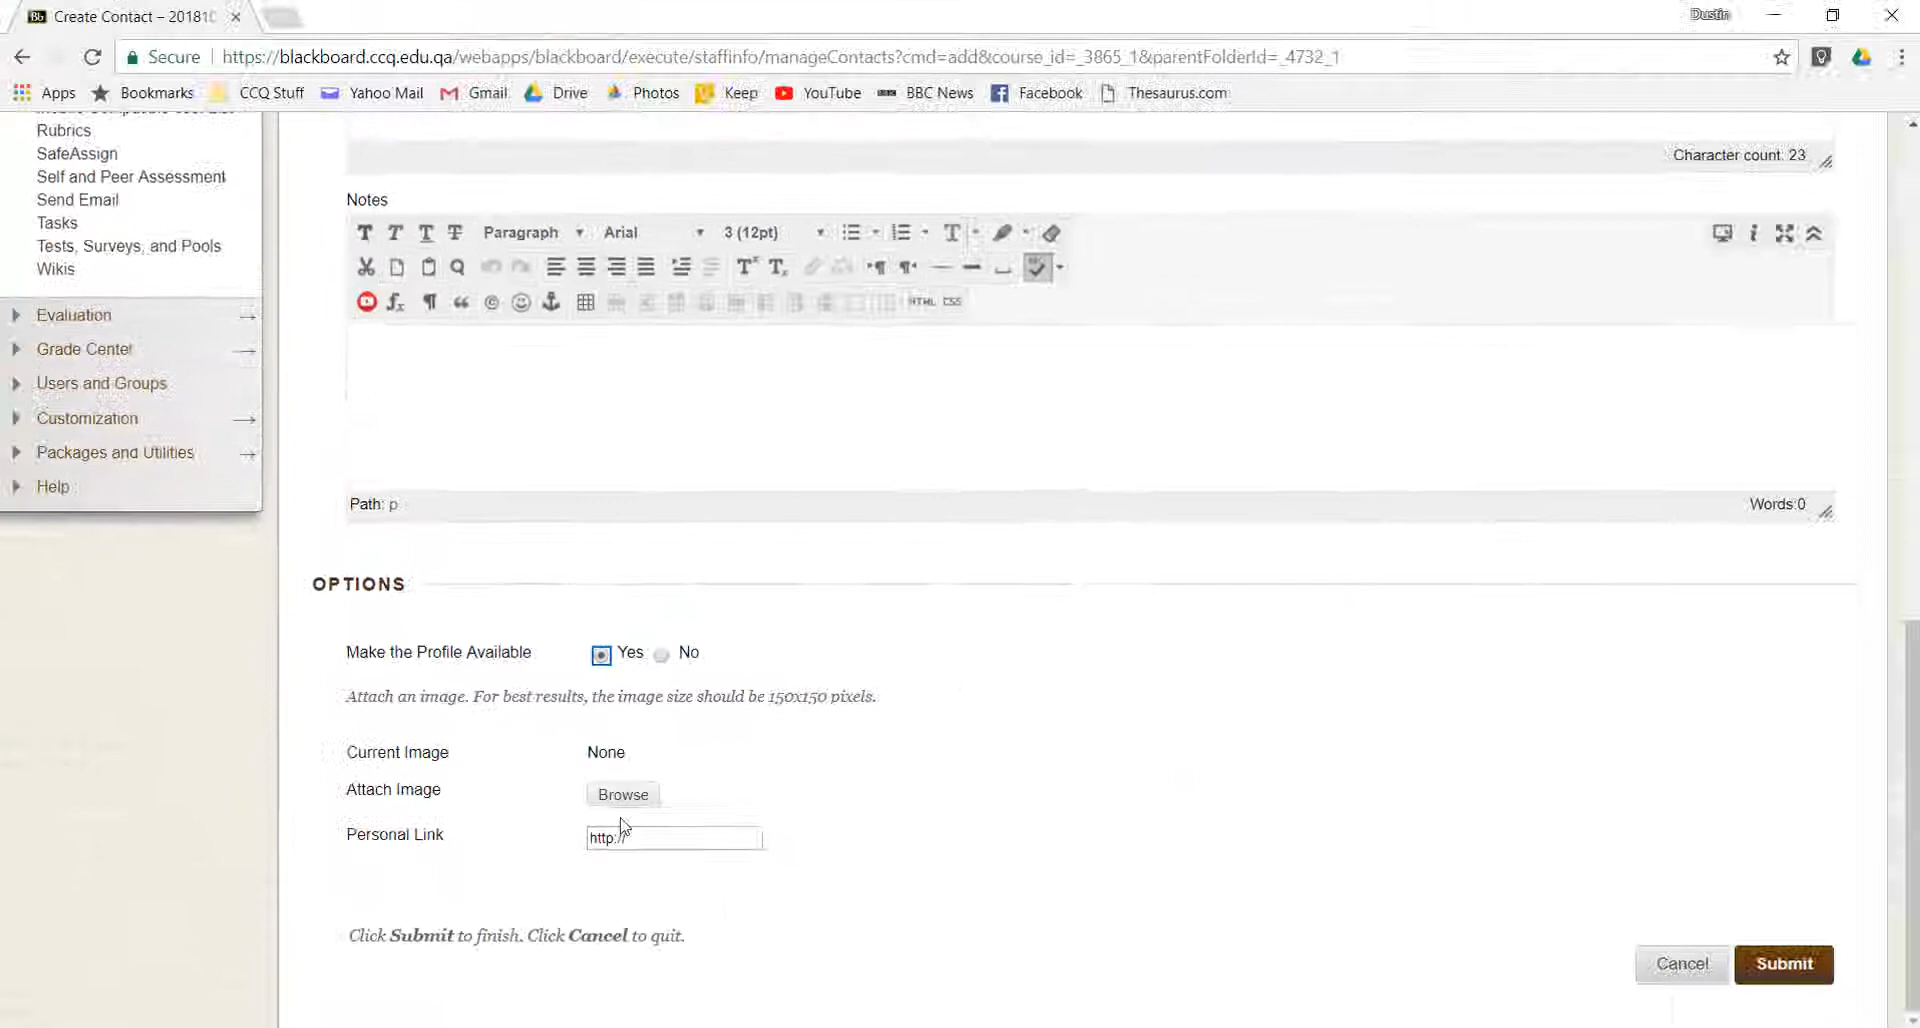 Create Contact – 20181
Dustin
Secure https://blackboard.ccq.edu.qa/webapps/blackboard/execute/staffinfo/manageContacts?cmd=add&course_id=_3865_1&parentFolderId=_4732_1
Apps Bookmarks CCQ Stuff Yahoo Mail Gmail Drive Photos Keep YouTube BBC News Facebook Thesaurus.com
Rubrics
SafeAssign
Self and Peer Assessment
Send Email
Tasks
Tests, Surveys, and Pools
Wikis
Evaluation
Grade Center
Users and Groups
Customization
Packages and Utilities
Help
Character count: 23
Notes
Paragraph Arial 3 (12pt)
HTML CSS
Path: p Words:0
OPTIONS
Make the Profile Available Yes No
Attach an image. For best results, the image size should be 150x150 pixels.
Current Image None
Attach Image Browse
Personal Link http://
Click Submit to finish. Click Cancel to quit.
Cancel Submit